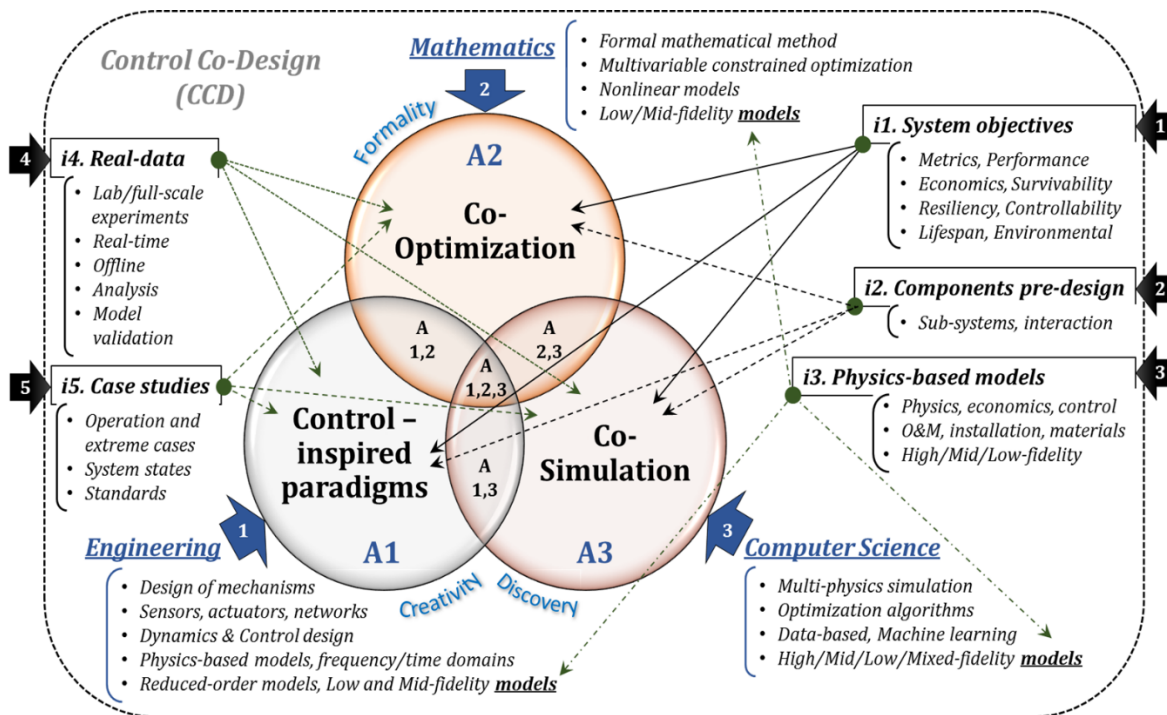 Control Co-Design
(CCD)
Mathematics
2
• Formal mathematical method
• Multivariable constrained optimization
• Nonlinear models
• Low/Mid-fidelity models
4
i4. Real-data
• Lab/full-scale
experiments
• Real-time
• Offline
• Analysis
• Model
validation
5
i5. Case studies
• Operation and
extreme cases
• System states
• Standards
Formality
A2
Co-
Optimization
A
1,2
A
2,3
A
1,2,3
Control –
inspired
paradigms
A
1,3
Co-
Simulation
A1
A3
Creativity
Discovery
1
i1. System objectives
• Metrics, Performance
• Economics, Survivability
• Resiliency, Controllability
• Lifespan, Environmental
2
i2. Components pre-design
• Sub-systems, interaction
3
i3. Physics-based models
• Physics, economics, control
• O&M, installation, materials
• High/Mid/Low-fidelity
1
Engineering
• Design of mechanisms
• Sensors, actuators, networks
• Dynamics & Control design
• Physics-based models, frequency/time domains
• Reduced-order models, Low and Mid-fidelity models
3
Computer Science
• Multi-physics simulation
• Optimization algorithms
• Data-based, Machine learning
• High/Mid/Low/Mixed-fidelity models